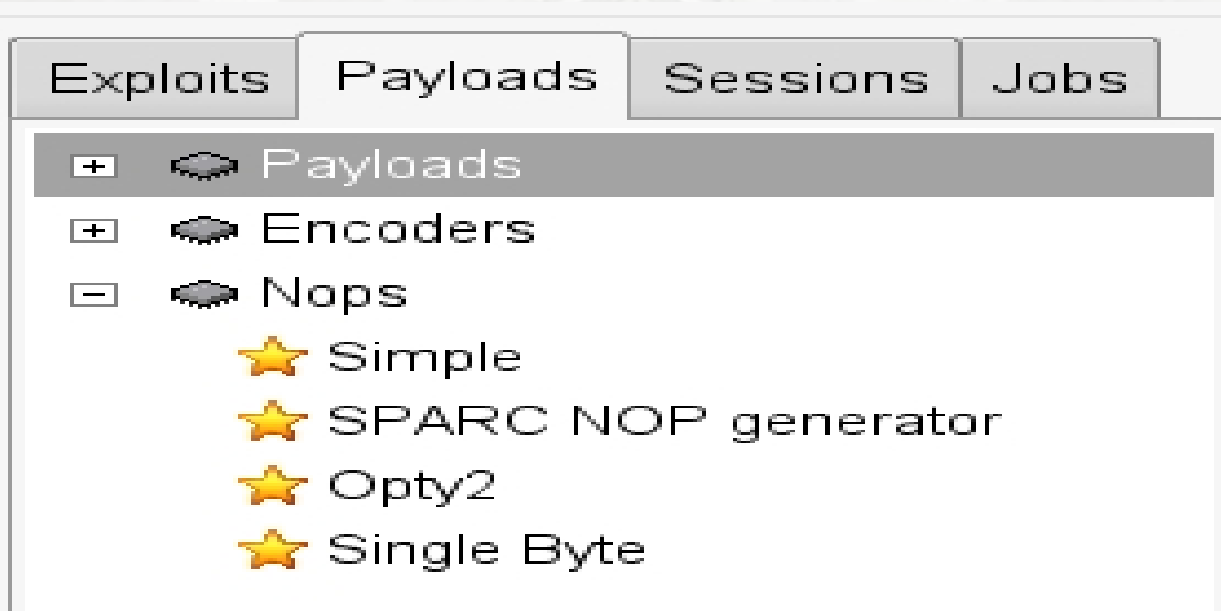 Exploits Payloads Sessions Jobs
Payloads
Encoders
Nops
Simple
SPARC NOP generator
Opty2
Single Byte